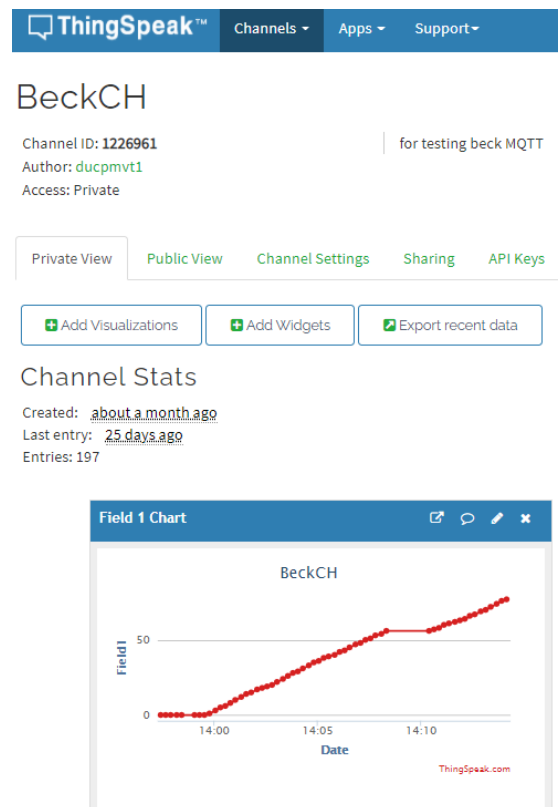 ThingSpeak™ Channels Apps Support
BeckCH
Channel ID: 1226961 for testing beck MQTT
Author: ducpmvt1
Access: Private
Private View Public View Channel Settings Sharing API Keys
Add Visualizations Add Widgets Export recent data
Channel Stats
Created: about a month ago
Last entry: 25 days ago
Entries: 197
Field 1 Chart
BeckCH
Field1
50
0
14:00 14:05 14:10
Date
ThingSpeak.com